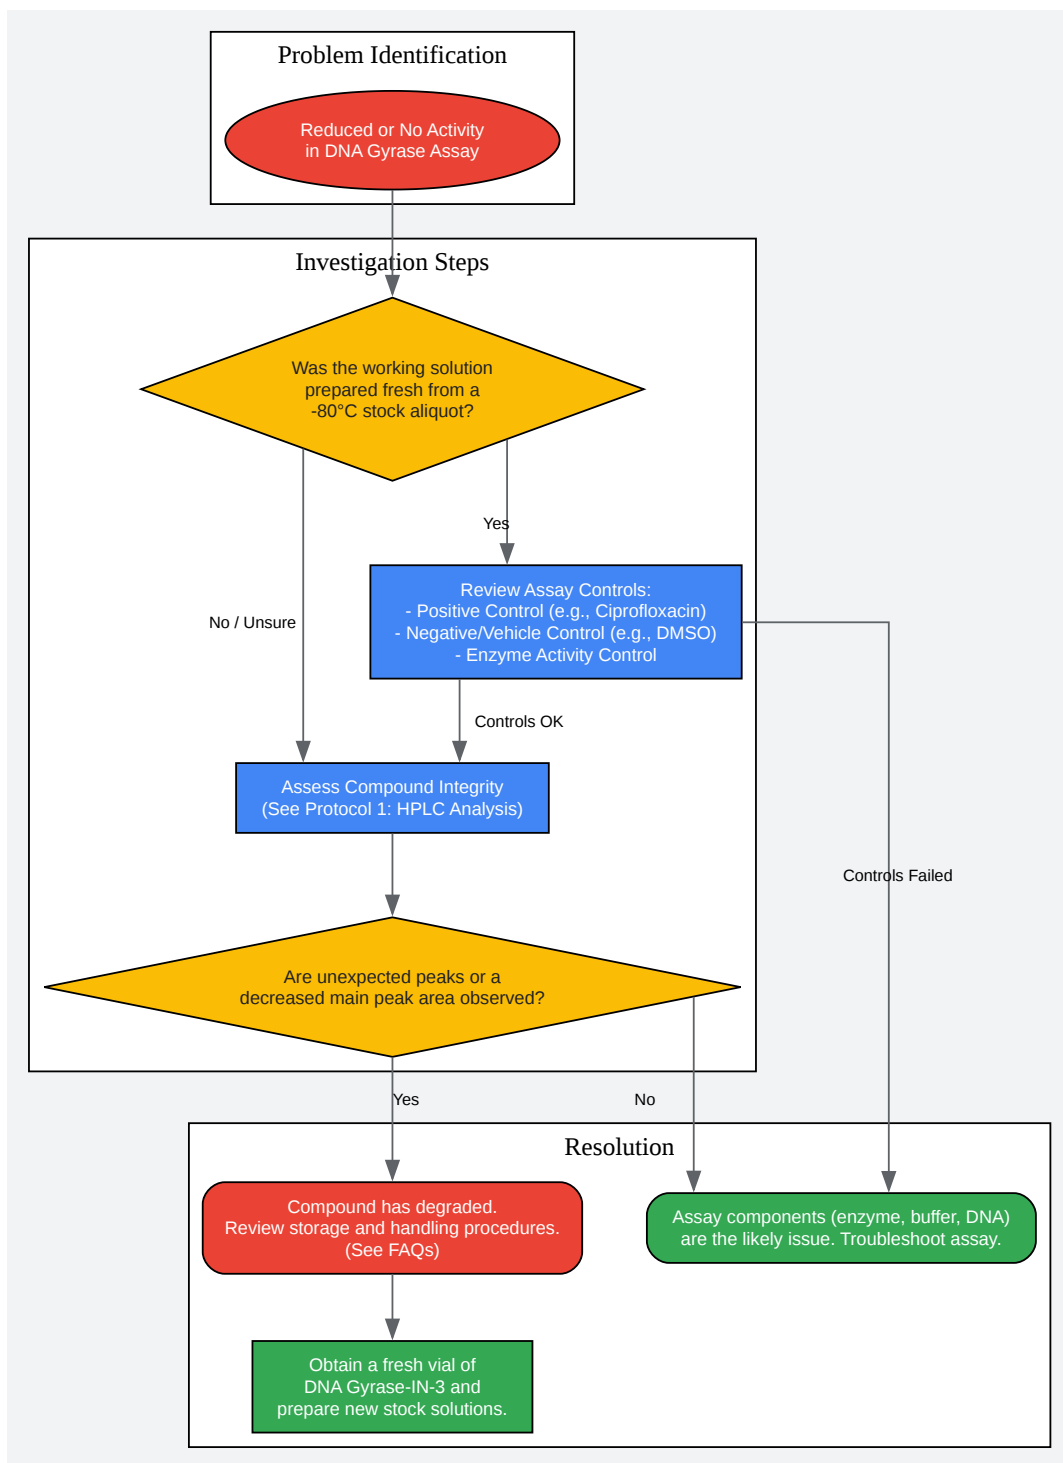 Problem Identification
Reduced or No Activity
in DNA Gyrase Assay
Investigation Steps
Was the working solution
prepared fresh from a
-80°C stock aliquot?
Yes
No / Unsure
Review Assay Controls:
- Positive Control (e.g., Ciprofloxacin)
- Negative/Vehicle Control (e.g., DMSO)
- Enzyme Activity Control
Controls OK
Assess Compound Integrity
(See Protocol 1: HPLC Analysis)
Controls Failed
Are unexpected peaks or a
decreased main peak area observed?
Yes
No
Resolution
Compound has degraded.
Review storage and handling procedures.
(See FAQs)
Assay components (enzyme, buffer, DNA)
are the likely issue. Troubleshoot assay.
Obtain a fresh vial of
DNA Gyrase-IN-3 and
prepare new stock solutions.